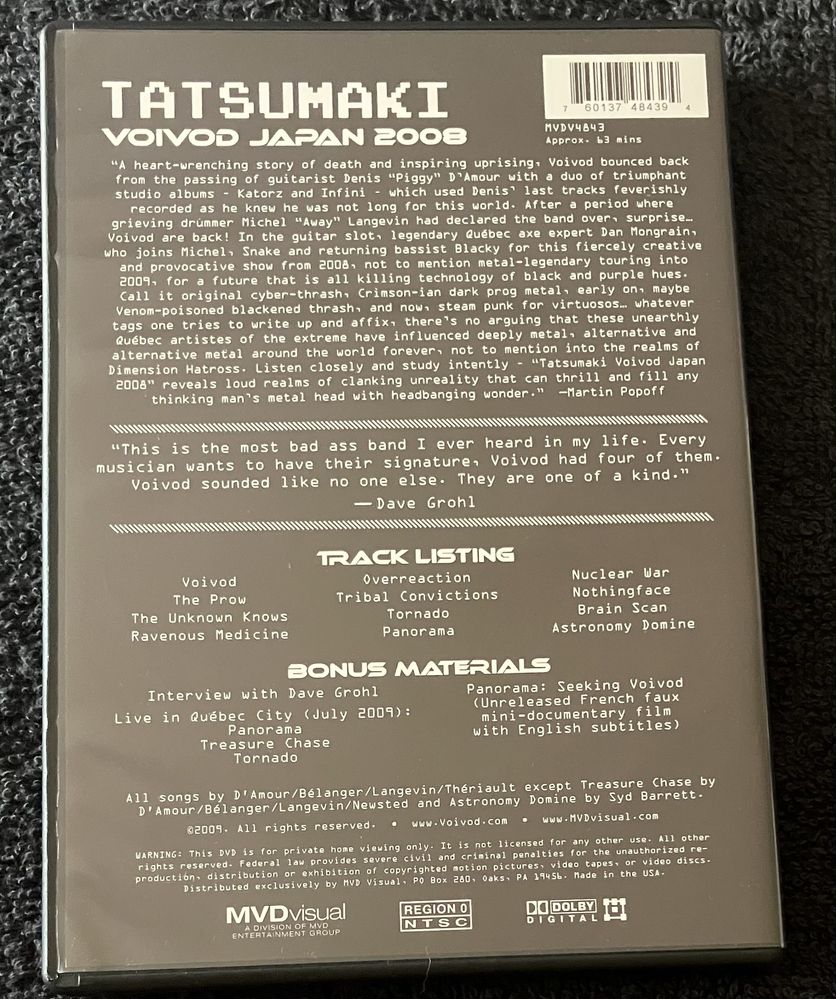 TATSUMAKI
VOIVOD JAPAN 2008
7 60137 48439 4
MVDV4843
Approx. 63 mins
“A heart-wrenching story of death and inspiring uprising, Voivod bounced back
from the passing of guitarist Denis “Piggy” D’Amour with a duo of triumphant
studio albums - Katorz and Infini - which used Denis’ last tracks feverishly
recorded as he knew he was not long for this world. After a period where
grieving drummer Michel “Away” Langevin had declared the band over, surprise…
Voivod are back! In the guitar slot, legendary Québec axe expert Dan Mongrain,
who joins Michel, Snake and returning bassist Blacky for this fiercely creative
and provocative show from 2008, not to mention metal-legendary touring into
2009, for a future that is all killing technology of black and purple hues.
Call it original cyber-thrash, Crimson-ian dark prog metal, early on, maybe
Venom-poisoned blackened thrash, and now, steam punk for virtuosos… whatever
tags one tries to write up and affix, there’s no arguing that these unearthly
Québec artistes of the extreme have influenced deeply metal, alternative and
alternative metal around the world forever, not to mention into the realms of
Dimension Hatross. Listen closely and study intently - “Tatsumaki Voivod Japan
2008” reveals loud realms of clanking unreality that can thrill and fill any
thinking man’s metal head with headbanging wonder.” —Martin Popoff
“This is the most bad ass band I ever heard in my life. Every
musician wants to have their signature, Voivod had four of them.
Voivod sounded like no one else. They are one of a kind.”
—Dave Grohl
TRACK LISTING
Voivod
The Prow
The Unknown Knows
Ravenous Medicine
Overreaction
Tribal Convictions
Tornado
Panorama
Nuclear War
Nothingface
Brain Scan
Astronomy Domine
BONUS MATERIALS
Interview with Dave Grohl
Live in Québec City (July 2009):
Panorama
Treasure Chase
Tornado
Panorama: Seeking Voivod
(Unreleased French faux
mini-documentary film
with English subtitles)
All songs by D’Amour/Bélanger/Langevin/Thériault except Treasure Chase by
D’Amour/Bélanger/Langevin/Newsted and Astronomy Domine by Syd Barrett.
©2009. All rights reserved. • www.Voivod.com • www.MVDvisual.com
WARNING: This DVD is for private home viewing only. It is not licensed for any other use. All other
rights reserved. Federal law provides severe civil and criminal penalties for the unauthorized re-
production, distribution or exhibition of copyrighted motion pictures, video tapes, or video discs.
Distributed exclusively by MVD Visual, PO Box 280, Oaks, PA 19456. Made in the USA.
MVDvisual
A DIVISION OF MVD
ENTERTAINMENT GROUP
REGION 0
NTSC
DOLBY
DIGITAL